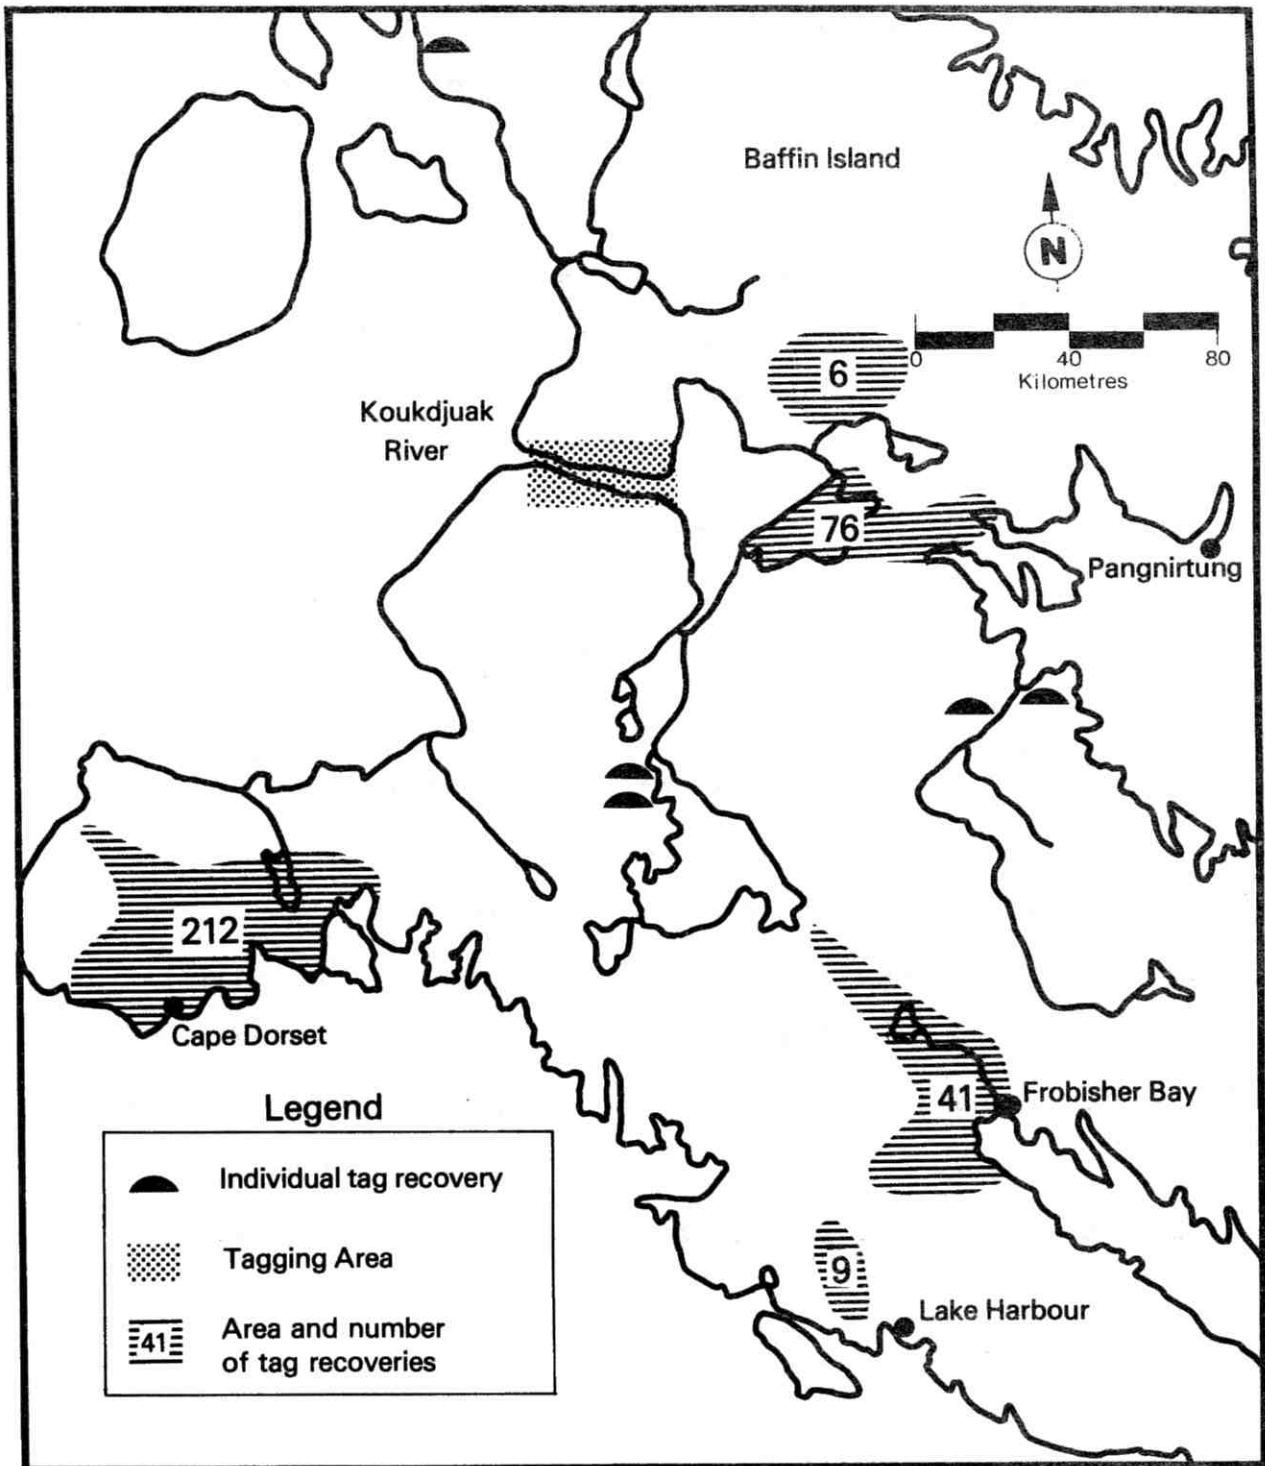 Baffin Island
N
0 40 80
Kilometres
6
Koukdjuak
River
76
Pangnirtung
212
Cape Dorset
41
Frobisher Bay
Legend
Individual tag recovery
Tagging Area
41
Area and number
of tag recoveries
9
Lake Harbour